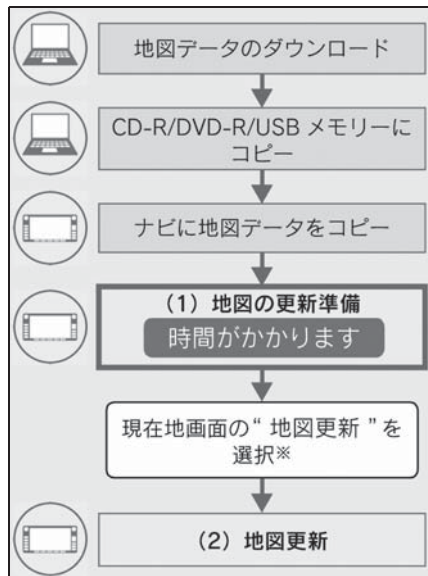 地図データのダウンロード
CD-R/DVD-R/USB メモリーに
コピー
ナビに地図データをコピー
(1) 地図の更新準備
時間がかかります
現在地画面の“ 地図更新 ”を
選択※
(2) 地図更新